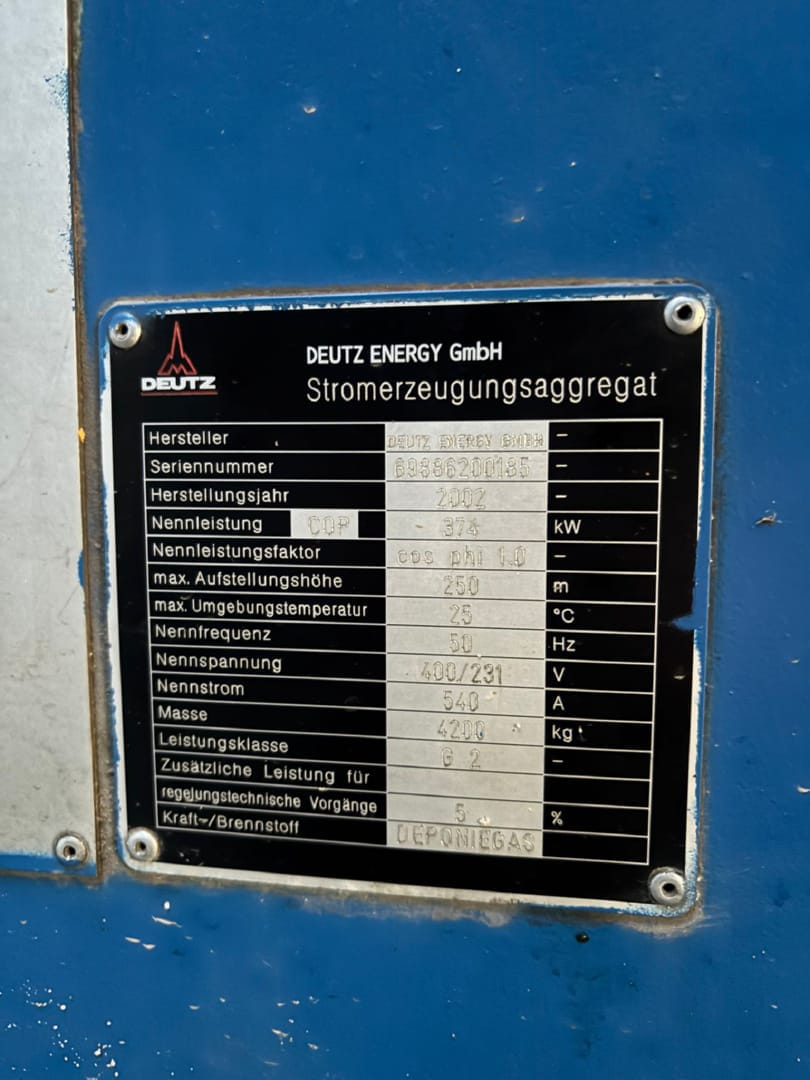 DEUTZ
DEUTZ ENERGY GmbH
Stromerzeugungsaggregat
Hersteller DEUTZ ENERGY GMBH -
Seriennummer 69886200185 -
Herstellungsjahr 2002 -
Nennleistung COP 374 kW
Nennleistungsfaktor cos phi 1.0 -
max. Aufstellungshöhe 250 m
max. Umgebungstemperatur 25 °C
Nennfrequenz 50 Hz
Nennspannung 400/231 V
Nennstrom 540 A
Masse 4200 kg
Leistungsklasse G 2 -
Zusätzliche Leistung für
regelungstechnische Vorgänge 5 %
Kraft-/Brennstoff DEPONIEGAS